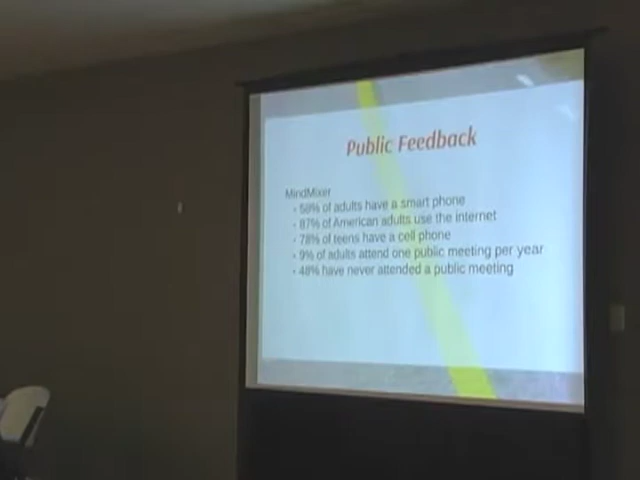 Public Feedback
MindMixer
- 58% of adults have a smart phone
- 87% of American adults use the internet
- 78% of teens have a cell phone
- 9% of adults attend one public meeting per year
- 48% have never attended a public meeting